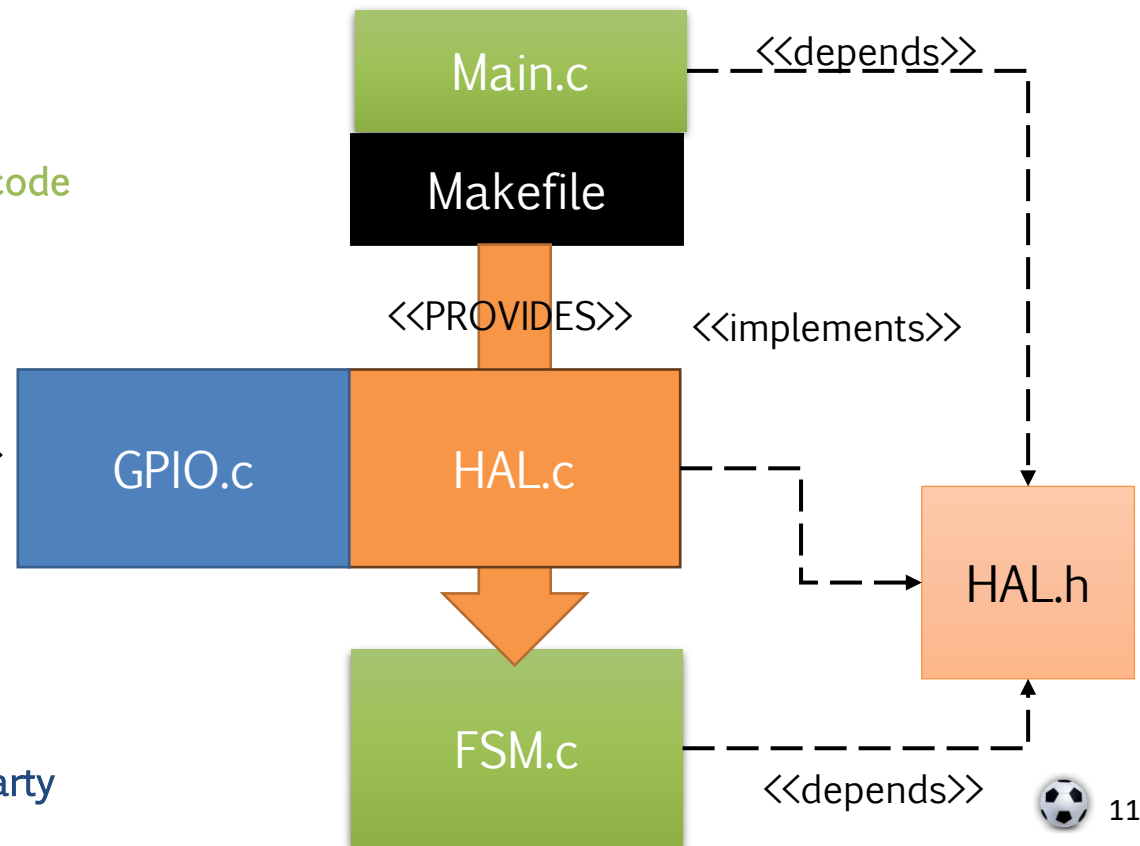 Main.c
<<depends>>
code
Makefile
<<PROVIDES>>
<<implements>>
GPIO.c
HAL.c
HAL.h
FSM.c
arty
<<depends>>
11